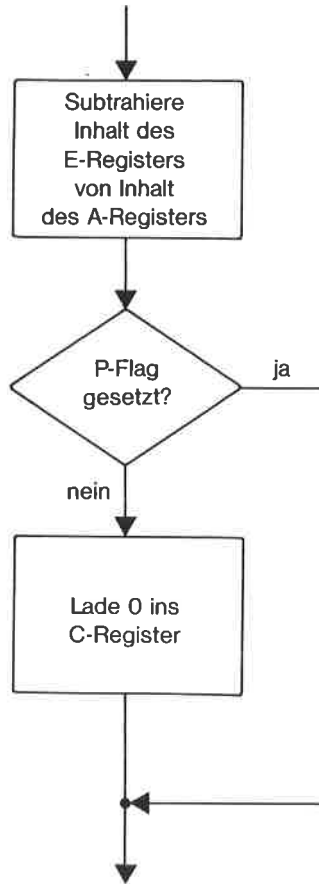 Subtrahiere
Inhalt des
E-Registers
von Inhalt
des A-Registers
P-Flag
gesetzt?
ja
nein
Lade 0 ins
C-Register